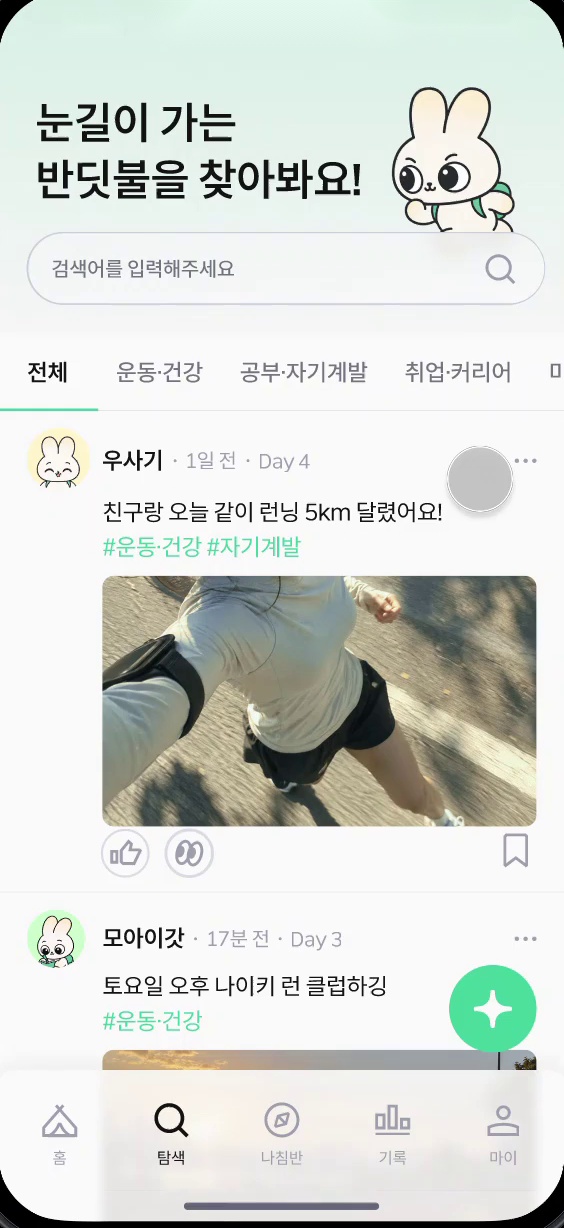 눈길이 가는
반딧불을 찾아봐요!
검색어를 입력해주세요
전체 운동·건강 공부·자기계발 취업·커리어
우사기 · 1일 전 · Day 4
친구랑 오늘 같이 런닝 5km 달렸어요!
#운동·건강 #자기계발
모아이갓 · 17분 전 · Day 3
토요일 오후 나이키 런 클럽하깅
#운동·건강
홈 탐색 나침반 기록 마이